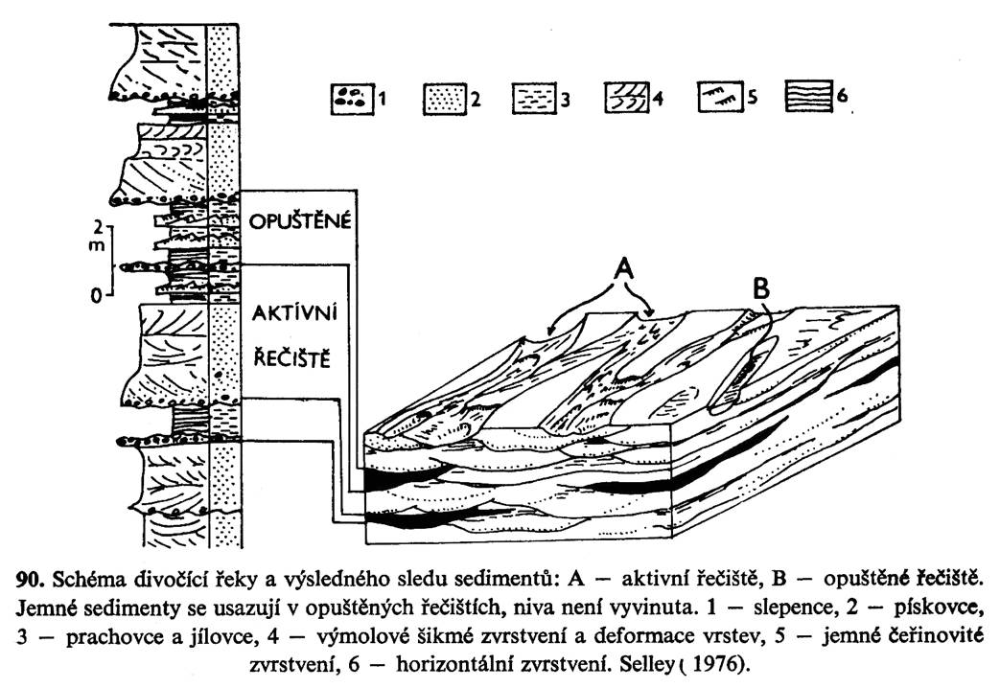 1
2
3
4
5
6
OPUŠTĚNÉ
2
m
0
AKTÍVNÍ
ŘEČIŠTĚ
A
B
90. Schéma divočící řeky a výsledného sledu sedimentů: A — aktivní řečiště, B — opuštěné řečiště.
Jemné sedimenty se usazují v opuštěných řečištích, niva není vyvinuta. 1 — slepence, 2 — pískovce,
3 — prachovce a jílovce, 4 — výmolové šikmé zvrstvení a deformace vrstev, 5 — jemné čeřinovité
zvrstvení, 6 — horizontální zvrstvení. Selley ( 1976).